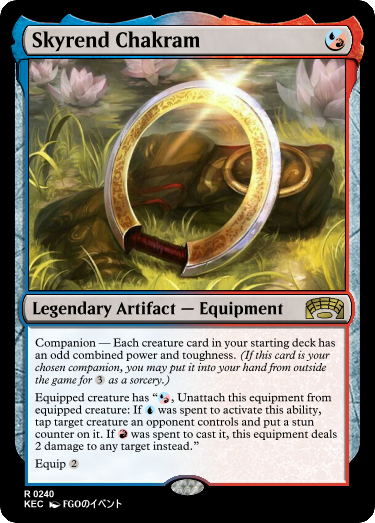 Skyrend Chakram
Legendary Artifact — Equipment
Companion — Each creature card in your starting deck has
an odd combined power and toughness. (If this card is your
chosen companion, you may put it into your hand from outside
the game for 3 as a sorcery.)
Equipped creature has “, Unattach this equipment from
equipped creature: If was spent to activate this ability,
tap target creature an opponent controls and put a stun
counter on it. If was spent to cast it, this equipment deals
2 damage to any target instead.”
Equip 2
R 0240
KEC FGOのイベント